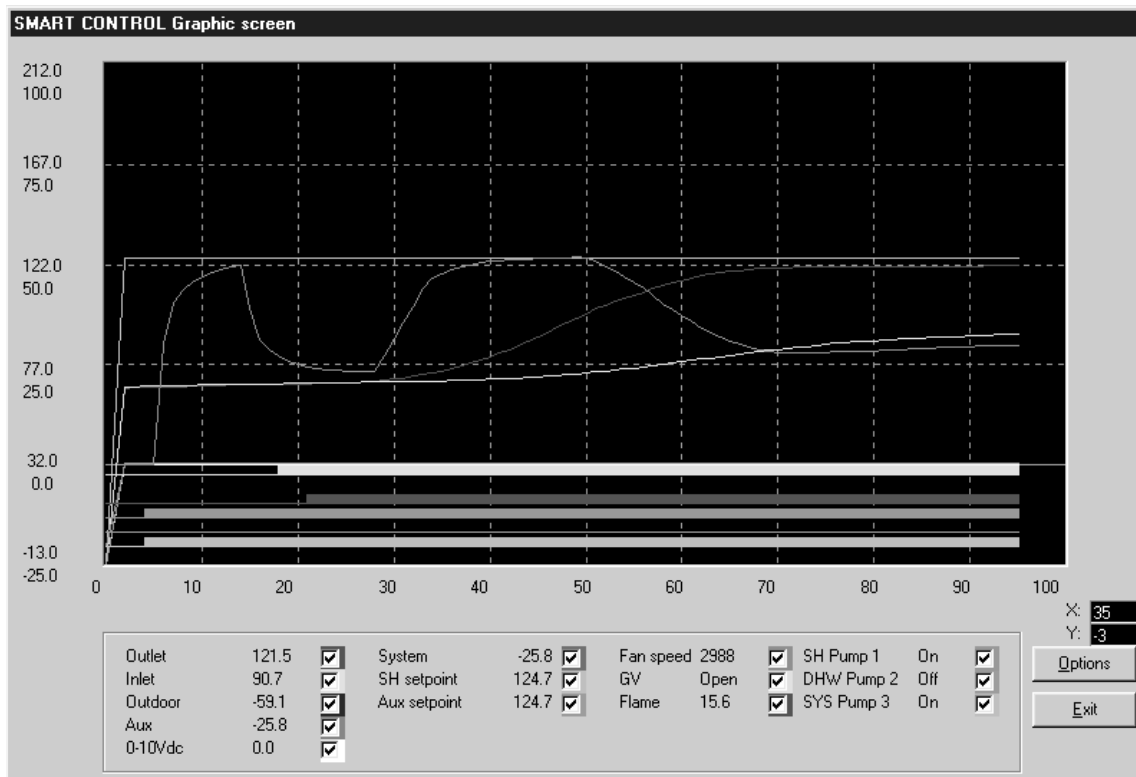 SMART CONTROL Graphic screen
212.0
100.0
167.0
75.0
122.0
50.0
77.0
25.0
32.0
0.0
-13.0
-25.0
0 10 20 30 40 50 60 70 80 90 100
X: 35
Y: -3
Outlet 121.5 System -25.8 Fan speed 2988 SH Pump 1 On
Inlet 90.7 SH setpoint 124.7 GV Open DHW Pump 2 Off
Outdoor -59.1 Aux setpoint 124.7 Flame 15.6 SYS Pump 3 On
Aux -25.8
0-10Vdc 0.0
Options
Exit